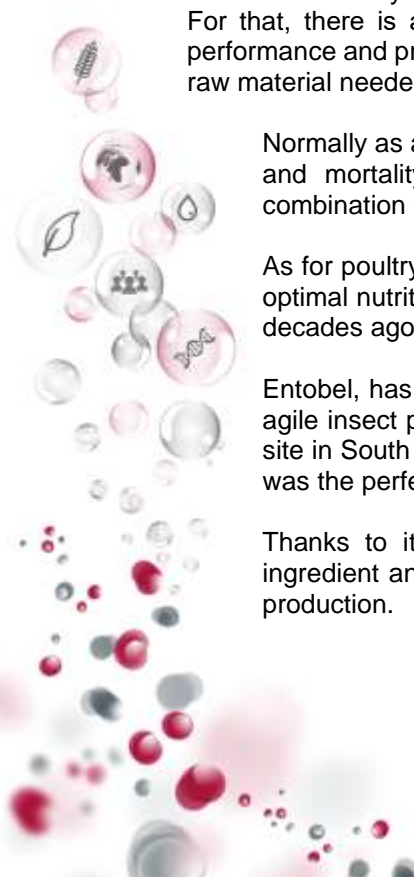 For that, there is a
performance and pr
raw material neede
Normally as a
and mortality
combination
As for poultry
optimal nutrit
decades ago
Entobel, has
agile insect p
site in South
was the perfe
Thanks to it
ingredient an
production.